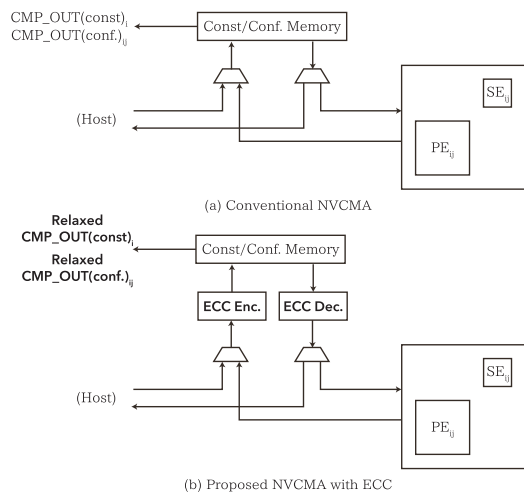 CMP_OUT(const)i
CMP_OUT(conf.)ij
Const/Conf. Memory
(Host)
SEij
PEij
(a) Conventional NVCMA
Relaxed
CMP_OUT(const)i
Relaxed
CMP_OUT(conf.)ij
Const/Conf. Memory
ECC Enc.
ECC Dec.
(Host)
SEij
PEij
(b) Proposed NVCMA with ECC